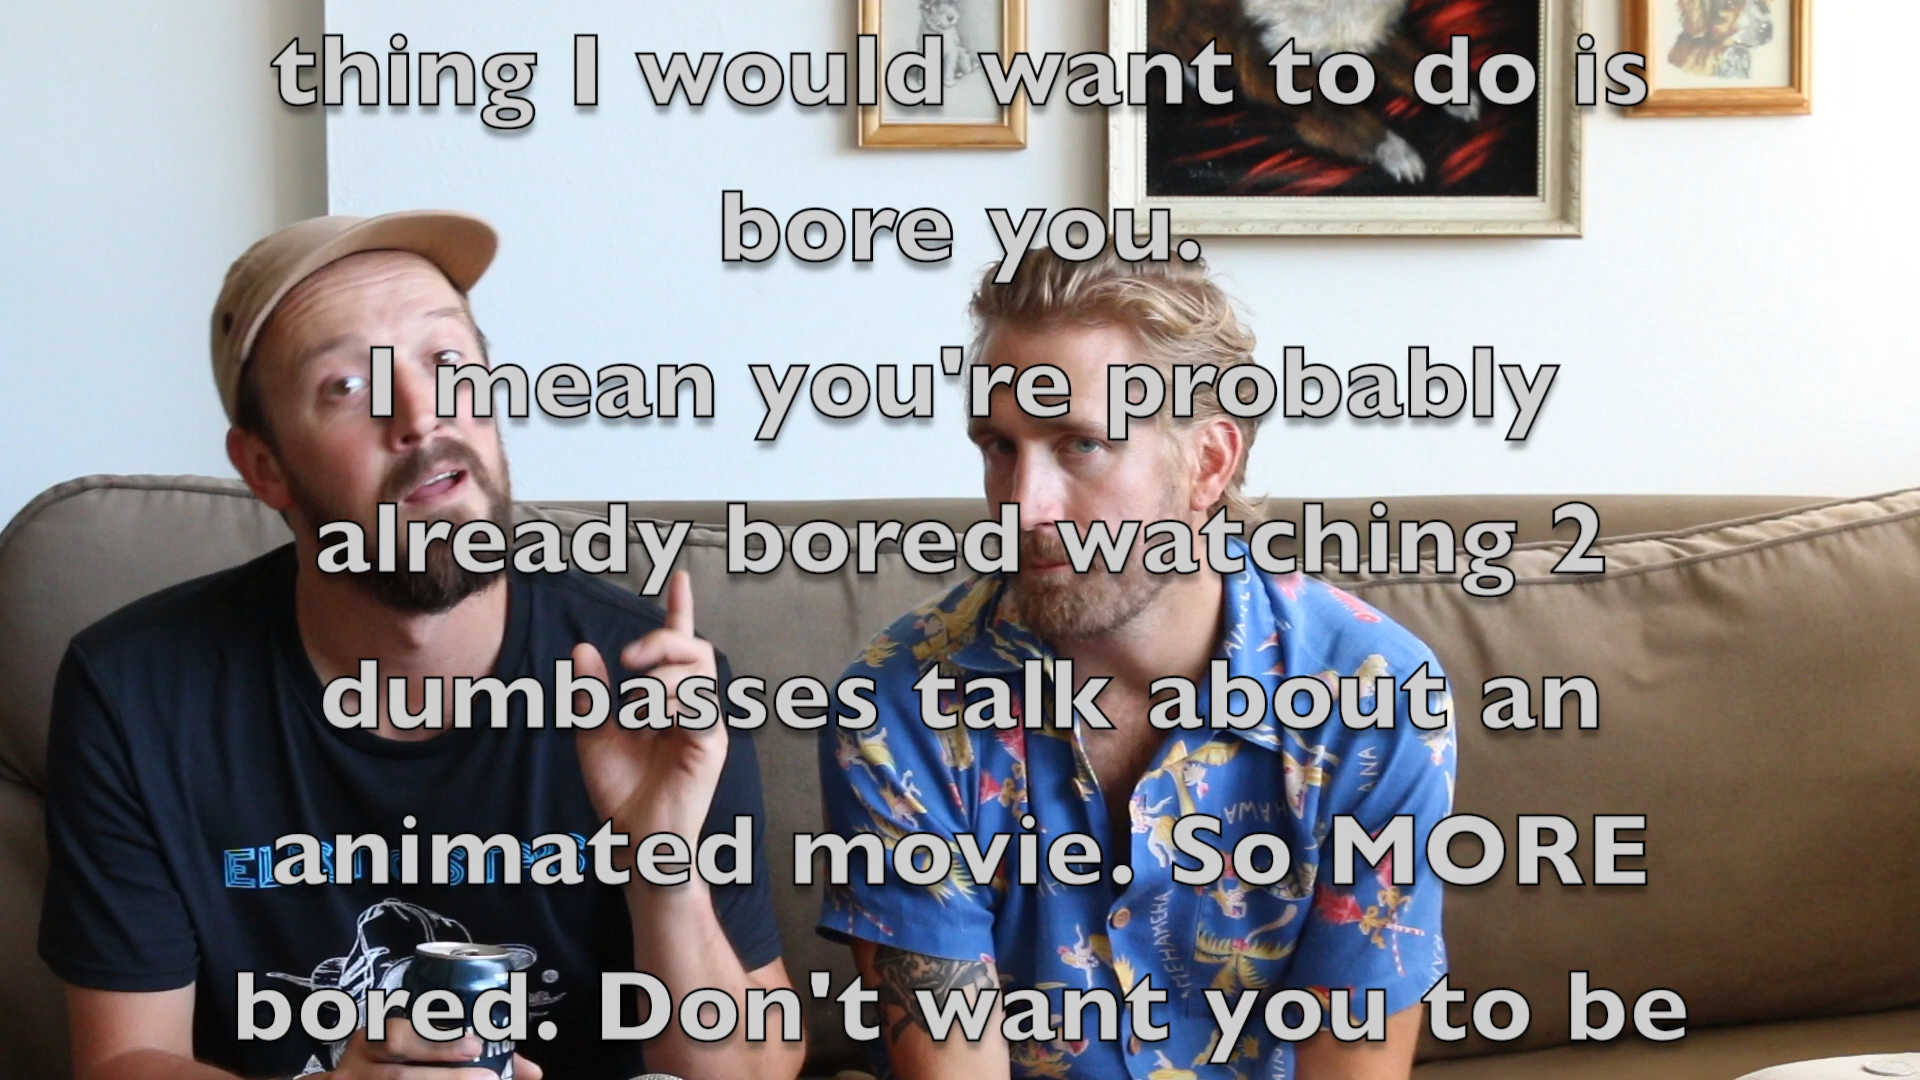 thing I would want to do is
bore you.
I mean you're probably
already bored watching 2
dumbasses talk about an
animated movie. So MORE
bored. Don't want you to be
ANA